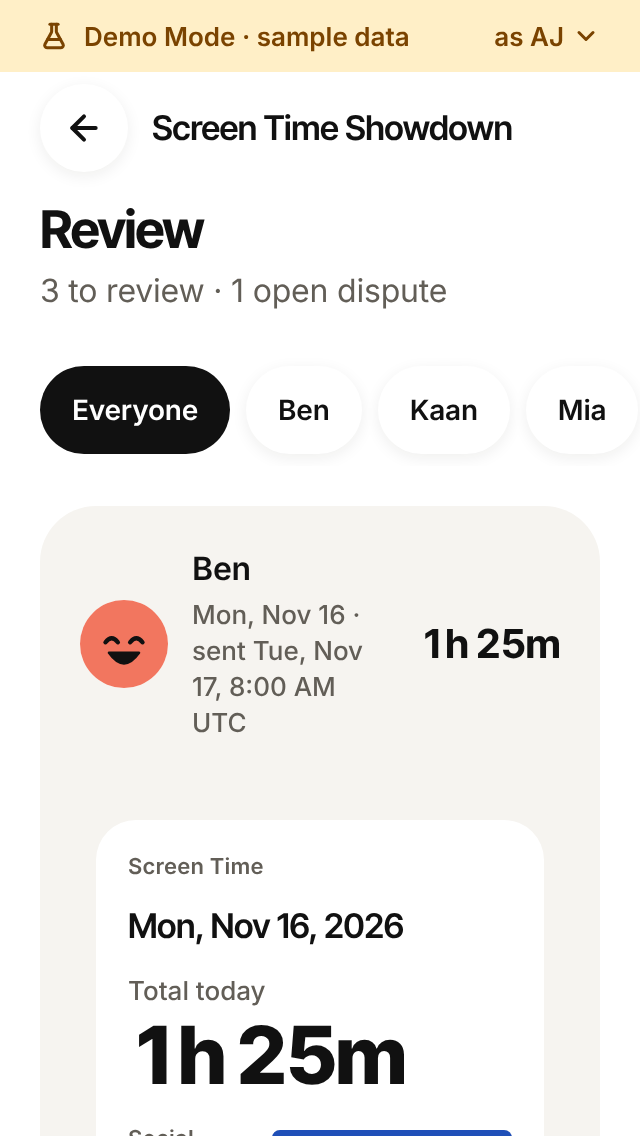 Demo Mode · sample data
as AJ
Screen Time Showdown
Review
3 to review · 1 open dispute
Everyone
Ben
Kaan
Mia
Ben
Mon, Nov 16 ·
sent Tue, Nov
17, 8:00 AM
UTC
1h 25m
Screen Time
Mon, Nov 16, 2026
Total today
1h 25m
Social